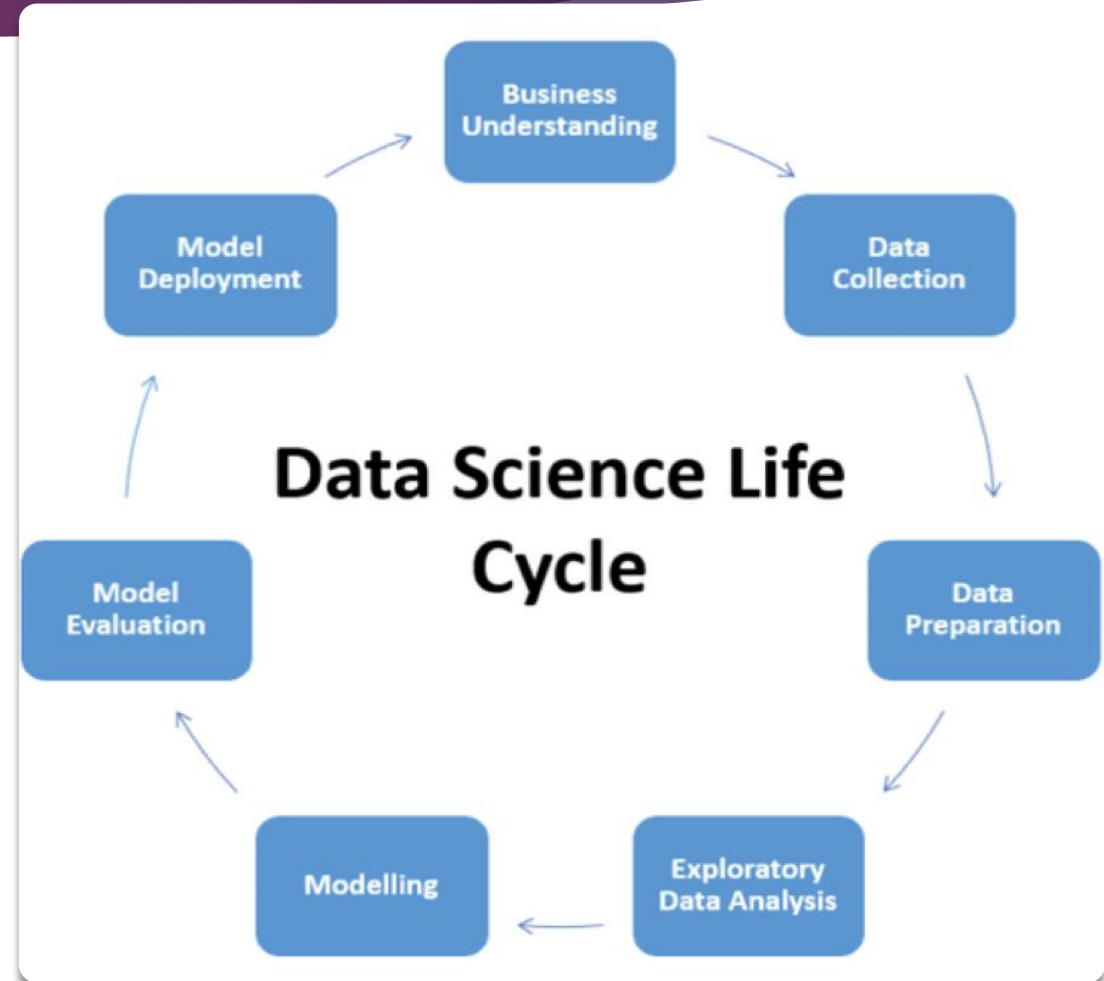 Business
Understanding
Data
Collection
Data
Preparation
Exploratory
Data Analysis
Modelling
Model
Evaluation
Model
Deployment
Data Science Life
Cycle